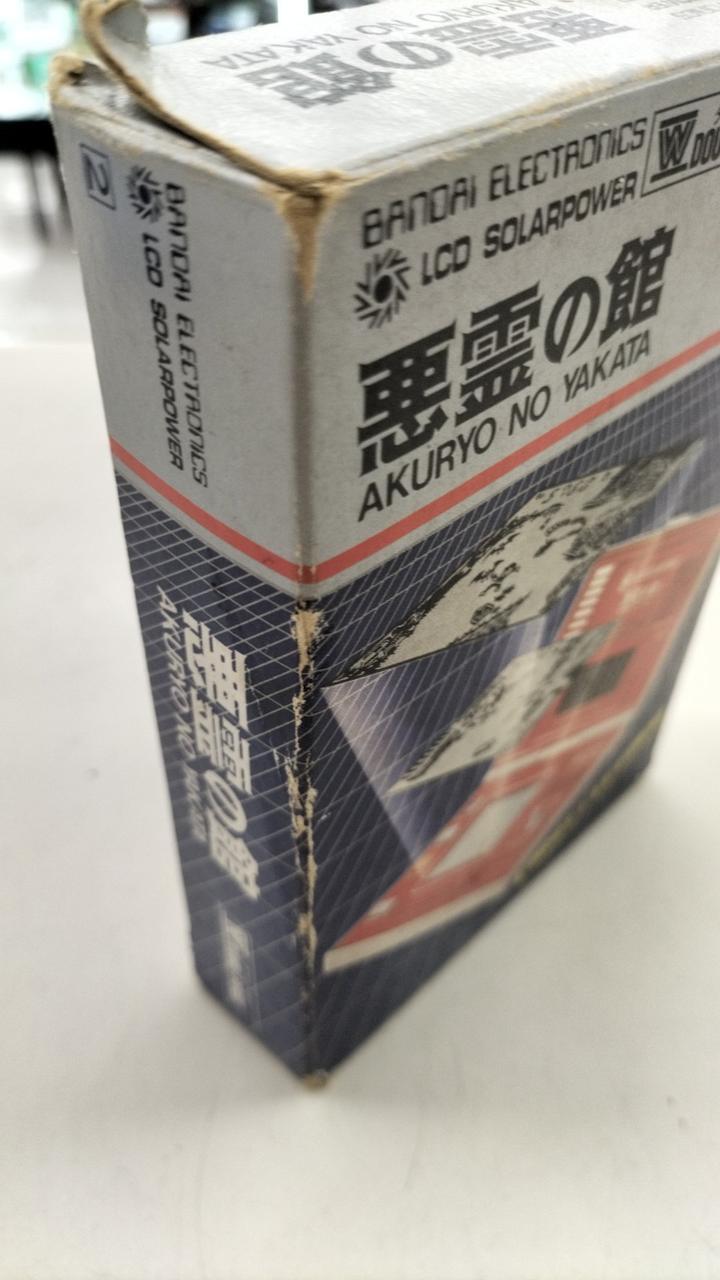 悪霊の館
AKURYO NO YAKATA
BANDAI ELECTRONICS
LCD SOLARPOWER
W
悪霊の館
AKURYO NO YAKATA
2
BANDAI ELECTRONICS
LCD SOLARPOWER
悪霊の館
AKURYO NO YAKATA